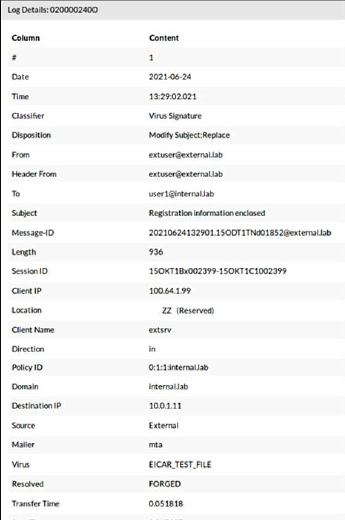 Log Details: 0200002400
Column Content
# 1
Date 2021-06-24
Time 13:29:02.021
Classifier Virus Signature
Disposition Modify Subject;Replace
From extuser@external.lab
Header From extuser@external.lab
To user1@internal.lab
Subject Registration information enclosed
Message-ID 20210624132901.15ODT1TNd01852@external.lab
Length 936
Session ID 15OKT1Bx002399-15OKT1C1002399
Client IP 100.64.1.99
Location ZZ (Reserved)
Client Name extsrv
Direction in
Policy ID 0:1:1:internal.lab
Domain internal.lab
Destination IP 10.0.1.11
Source External
Mailer mta
Virus EICAR_TEST_FILE
Resolved FORGED
Transfer Time 0.051818